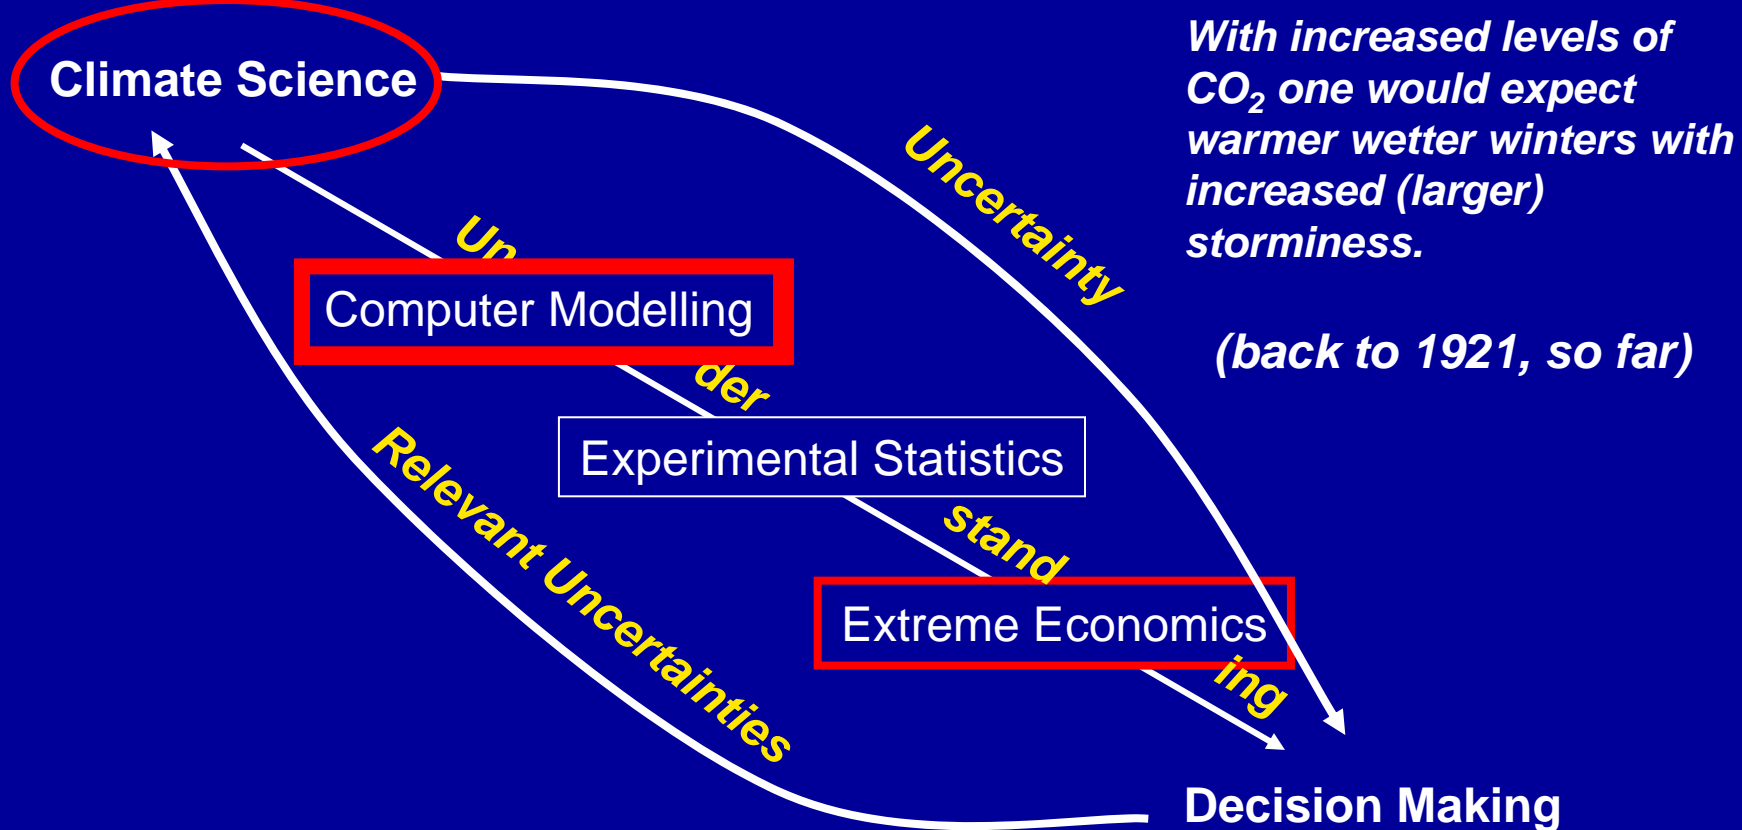 Climate Science
With increased levels of
CO₂ one would expect
warmer wetter winters with
increased (larger)
storminess.
(back to 1921, so far)
Uncertainty
Un
Computer Modelling
der
Experimental Statistics
stand
Extreme Economics
ing
Relevant Uncertainties
Decision Making